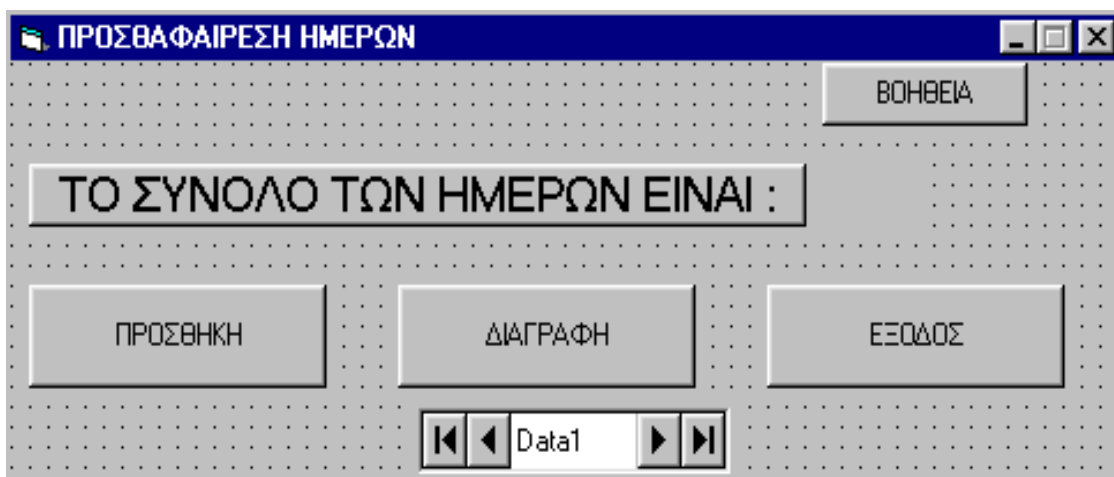 ΠΡΟΣΘΑΦΑΙΡΕΣΗ ΗΜΕΡΩΝ
ΒΟΗΘΕΙΑ
ΤΟ ΣΥΝΟΛΟ ΤΩΝ ΗΜΕΡΩΝ ΕΙΝΑΙ :
ΠΡΟΣΘΗΚΗ
ΔΙΑΓΡΑΦΗ
ΕΞΟΔΟΣ
Data1